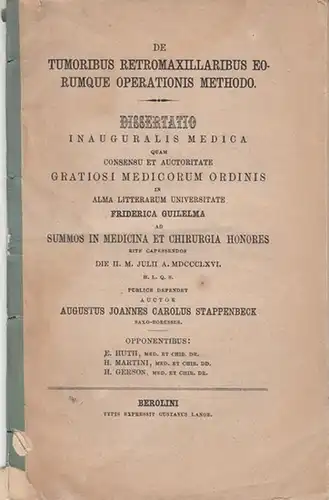 DE
TUMORIBUS RETROMAXILLARIBUS EO-
RUMQUE OPERATIONIS METHODO.
DISSERTATIO
INAUGURALIS MEDICA
QUAM
CONSENSU ET AUCTORITATE
GRATIOSI MEDICORUM ORDINIS
IN
ALMA LITTERARUM UNIVERSITATE
FRIDERICA GUILELMA
AD
SUMMOS IN MEDICINA ET CHIRURGIA HONORES
RITE CAPESSENDOS
DIE II. M. JULII A. MDCCCLXVI.
H. L. Q. S.
PUBLICE DEFENDET
AUCTOR
AUGUSTUS JOANNES CAROLUS STAPPENBECK
SAXO-BORUSSUS.
OPPONENTIBUS:
E. HUTH, MED. ET CHIR. DR.
H. MARTINI, MED. ET CHIR. DD.
H. GERSON, MED. ET CHIR. DR.
BEROLINI
TYPIS EXPRESSIT GUSTAVUS LANGE.